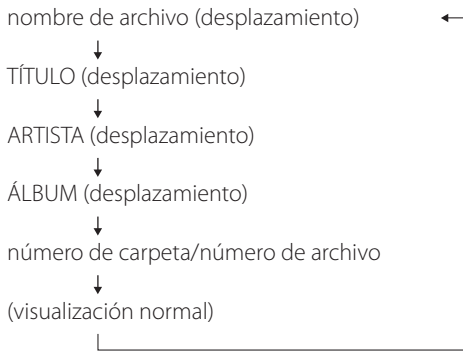 nombre de archivo (desplazamiento)
TÍTULO (desplazamiento)
ARTISTA (desplazamiento)
ÁLBUM (desplazamiento)
número de carpeta/número de archivo
(visualización normal)